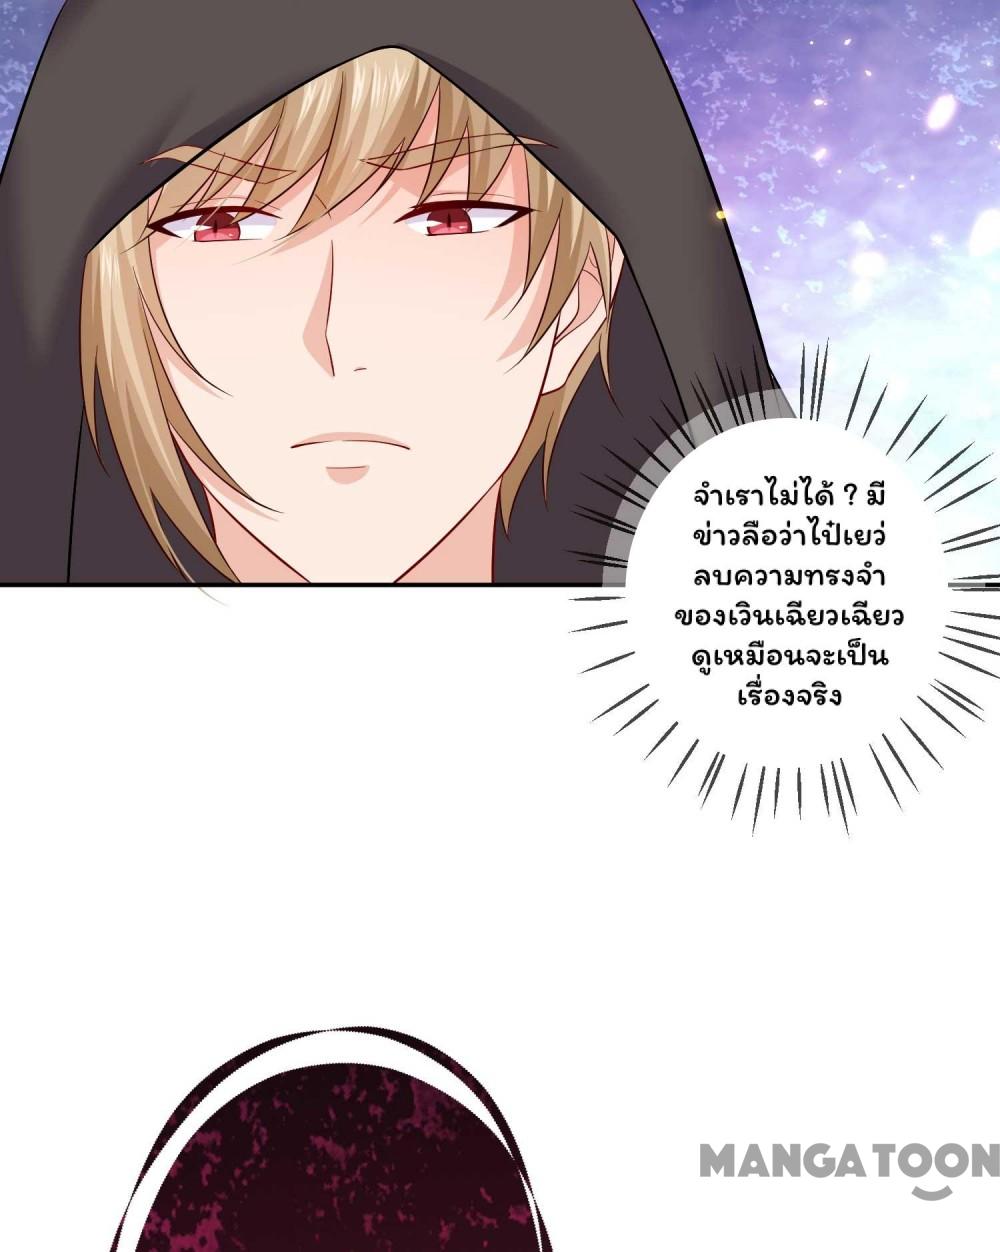 จำเราไม่ได้ ? มี
ข่าวลือว่าไป๋เยว่
ลบความทรงจำ
ของเวินเฉียวเฉียว
ดูเหมือนจะเป็น
เรื่องจริง
MANGATOON